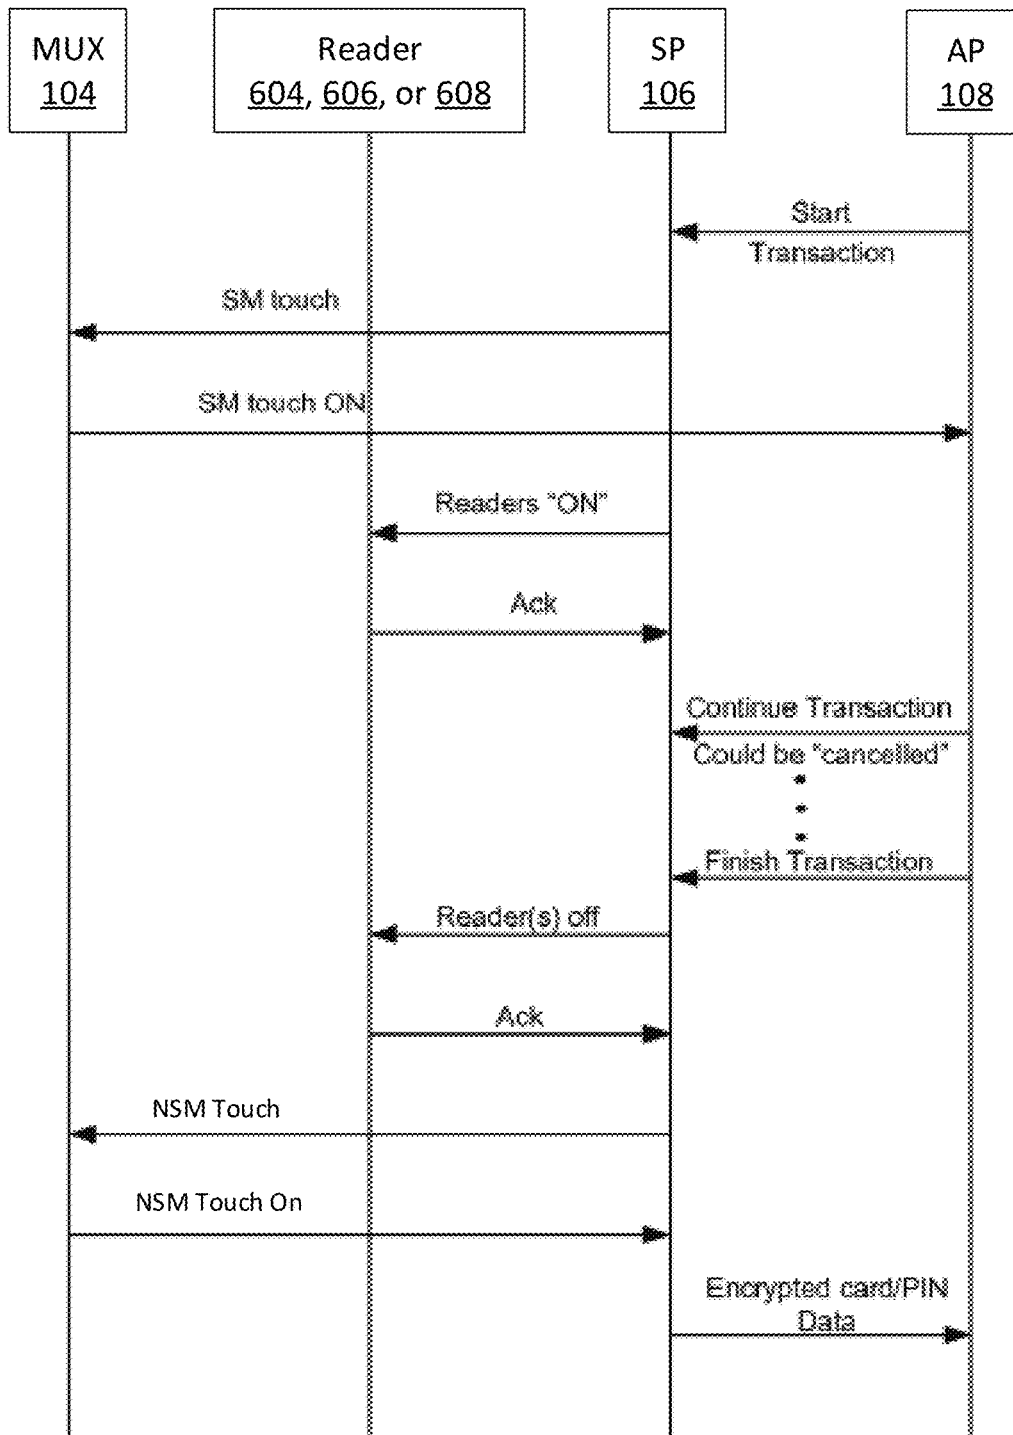 MUX
104
Reader
604, 606, or 608
SP
106
AP
108
Start
Transaction
SM touch
SM touch ON
Readers "ON"
Ack
Continue Transaction
Could be "cancelled"
Finish Transaction
Reader(s) off
Ack
NSM Touch
NSM Touch On
Encrypted card/PIN
Data